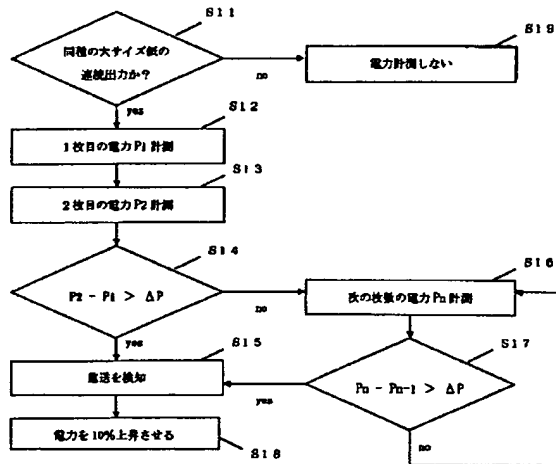 S11
同種の大サイズ紙の
連続出力か?
no
yes
S19
電力計測しない
S12
1枚目の電力P1計測
S13
2枚目の電力P2計測
S14
P2 - P1 > ΔP
no
yes
S16
次の枚数の電力Pn計測
S17
Pn - Pn-1 > ΔP
yes
no
S15
重送を検知
電力を10%上昇させる
S18